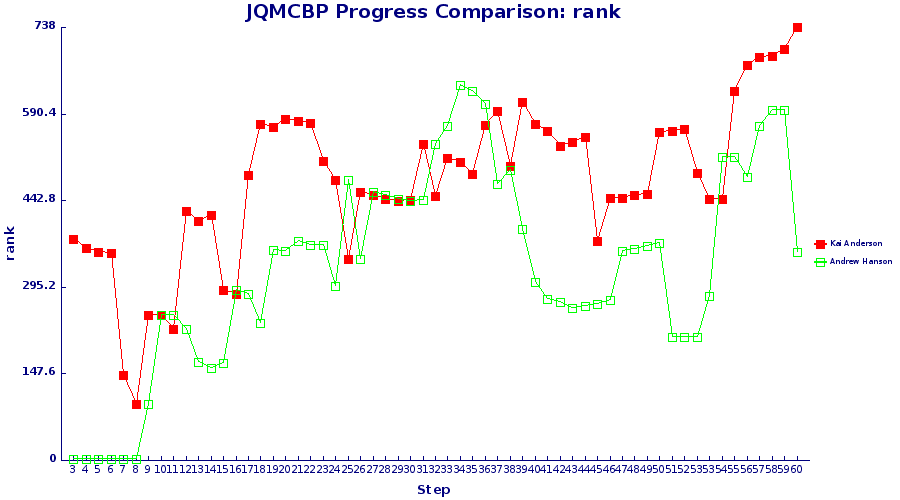 JQMCBP Progress Comparison: rank
738
590.4
442.8
295.2
147.6
0
rank
3 4 5 6 7 8 9 10 11 12 13 14 15 16 17 18 19 20 21 22 23 24 25 26 27 28 29 30 31 32 33 34 35 36 37 38 39 40 41 42 43 44 45 46 47 48 49 50 51 52 53 54 55 56 57 58 59 60
Step
Kai Anderson
Andrew Hanson